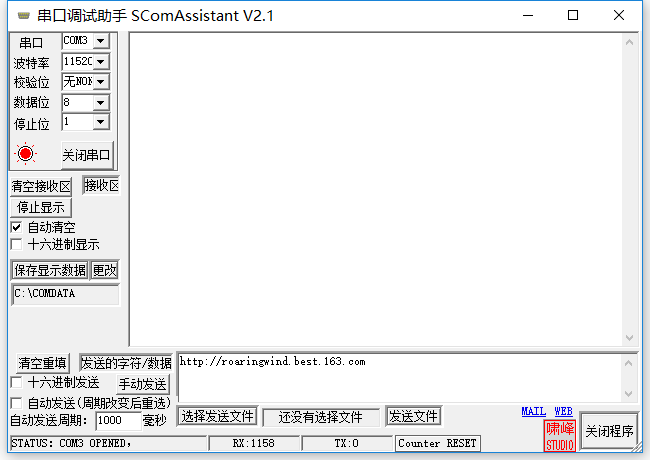 串口调试助手 SComAssistant V2.1
串口 COM3
波特率 11520
校验位 无NON
数据位 8
停止位 1
关闭串口
清空接收区 接收区
停止显示
自动清空
十六进制显示
保存显示数据 更改
C:\COMDATA
清空重填 发送的字符/数据 http://roaringwind.best.163.com
十六进制发送 手动发送
自动发送(周期改变后重选)
自动发送周期: 1000 毫秒 选择发送文件 还没有选择文件 发送文件
MAIL WEB
啸峰
STUDIO
关闭程序
STATUS: COM3 OPENED, RX:1158 TX:0 Counter RESET